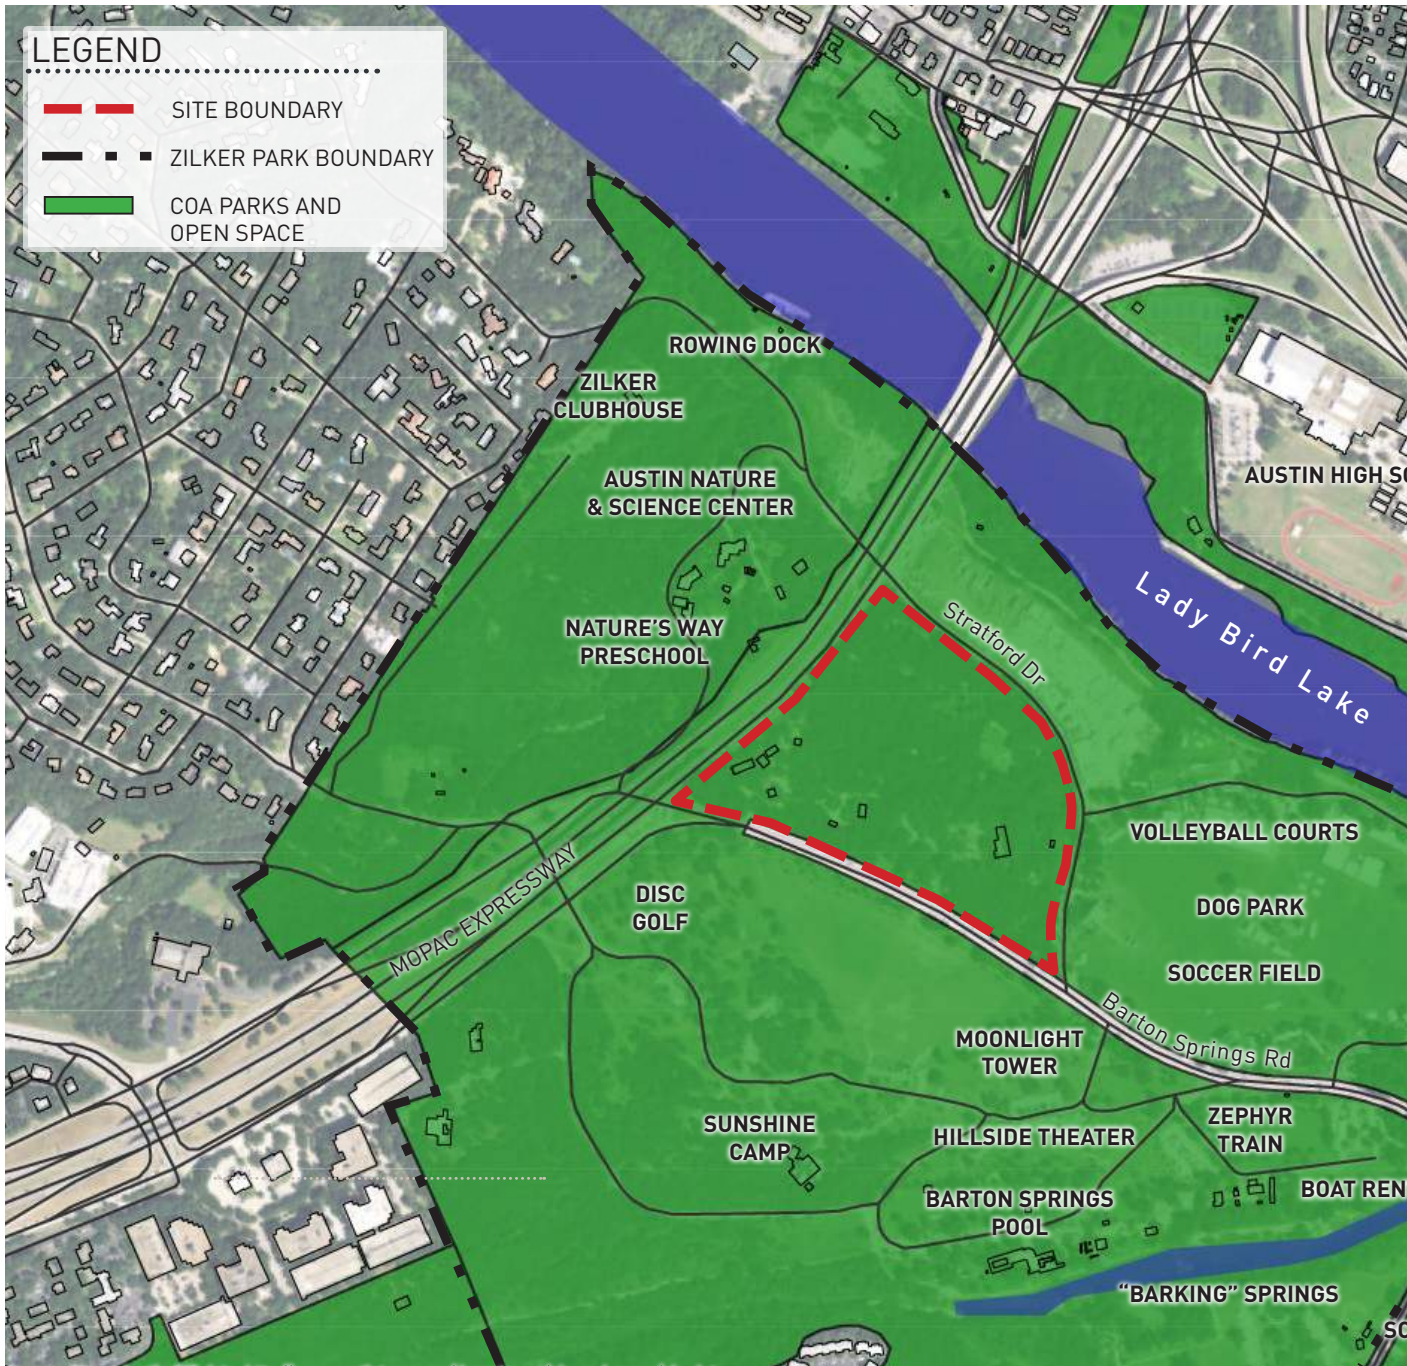 LEGEND
SITE BOUNDARY
ZILKER PARK BOUNDARY
COA PARKS AND
OPEN SPACE
ROWING DOCK
ZILKER
CLUBHOUSE
AUSTIN NATURE
& SCIENCE CENTER
AUSTIN HIGH SC
Lady Bird Lake
Stratford Dr
NATURE'S WAY
PRESCHOOL
VOLLEYBALL COURTS
MOPAC EXPRESSWAY
DISC
GOLF
DOG PARK
SOCCER FIELD
Barton Springs Rd
MOONLIGHT
TOWER
SUNSHINE
CAMP
HILLSIDE THEATER
ZEPHYR
TRAIN
BARTON SPRINGS
POOL
BOAT REN
"BARKING" SPRINGS
SC